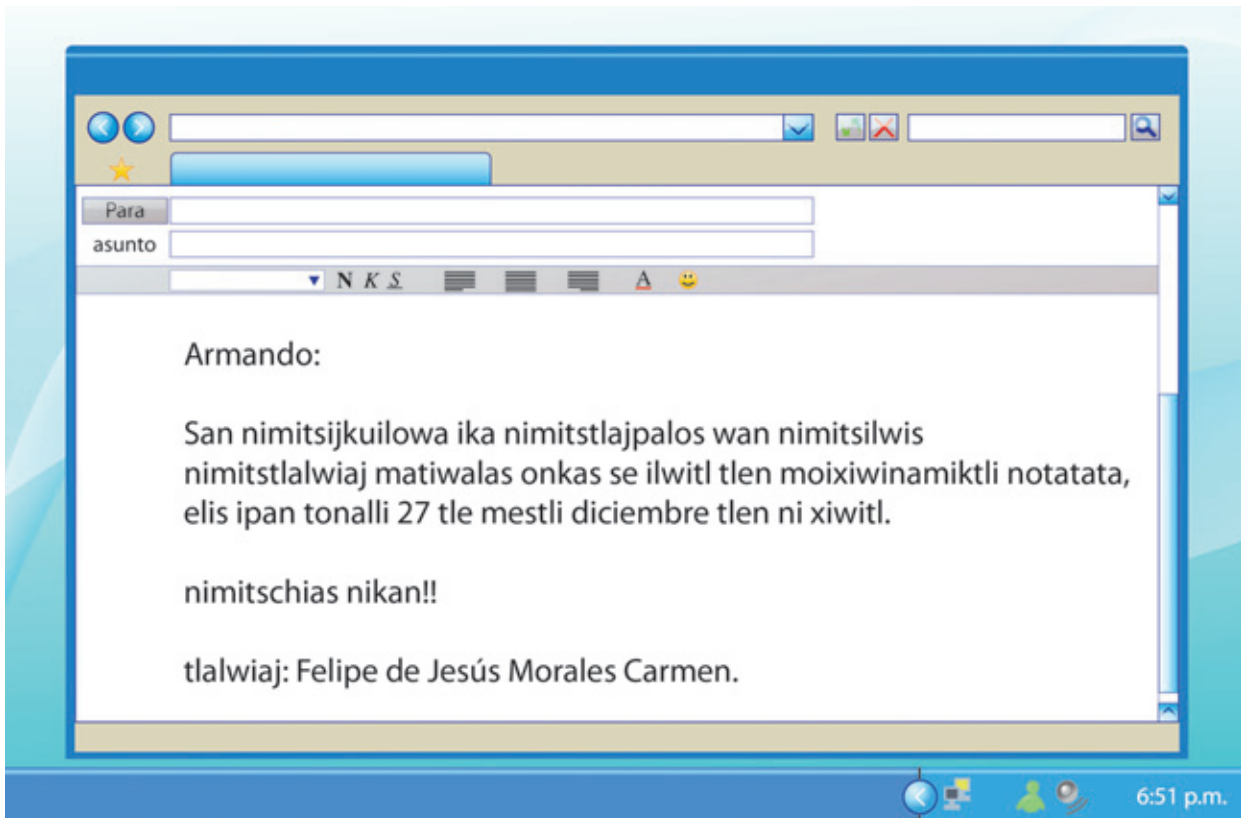 Para
asunto
N K S A
Armando:
San nimitsijkuilowa ika nimitstlajpalos wan nimitsilwis
nimitstlalwiaj matiwalas onkas se ilwitl tlen moixiwinamiktli notatata,
elis ipan tonalli 27 tle mestli diciembre tlen ni xiwitl.
nimitschias nikan!!
tlalwiaj: Felipe de Jesús Morales Carmen.
6:51 p.m.